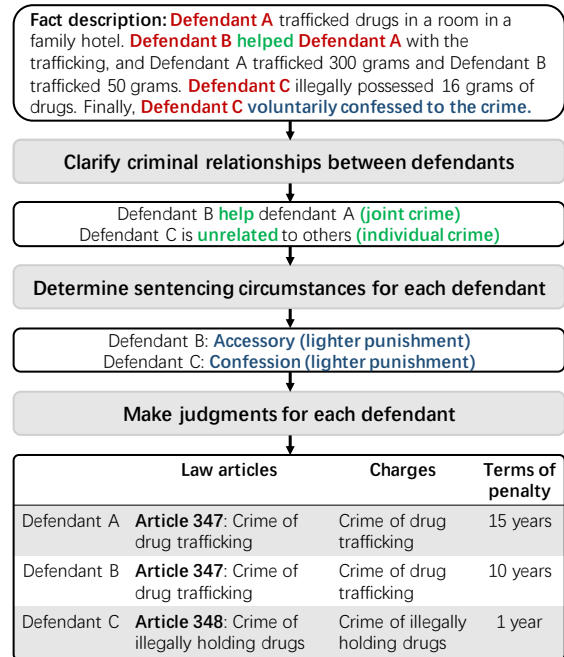 Fact description: Defendant A trafficked drugs in a room in a
family hotel. Defendant B helped Defendant A with the
trafficking, and Defendant A trafficked 300 grams and Defendant B
trafficked 50 grams. Defendant C illegally possessed 16 grams of
drugs. Finally, Defendant C voluntarily confessed to the crime.
Clarify criminal relationships between defendants
Defendant B help defendant A (joint crime)
Defendant C is unrelated to others (individual crime)
Determine sentencing circumstances for each defendant
Defendant B: Accessory (lighter punishment)
Defendant C: Confession (lighter punishment)
Make judgments for each defendant
Law articles Charges Terms of
penalty
Defendant A Article 347: Crime of Crime of drug 15 years
drug trafficking trafficking
Defendant B Article 347: Crime of Crime of drug 10 years
drug trafficking trafficking
Defendant C Article 348: Crime of Crime of illegally 1 year
illegally holding drugs holding drugs